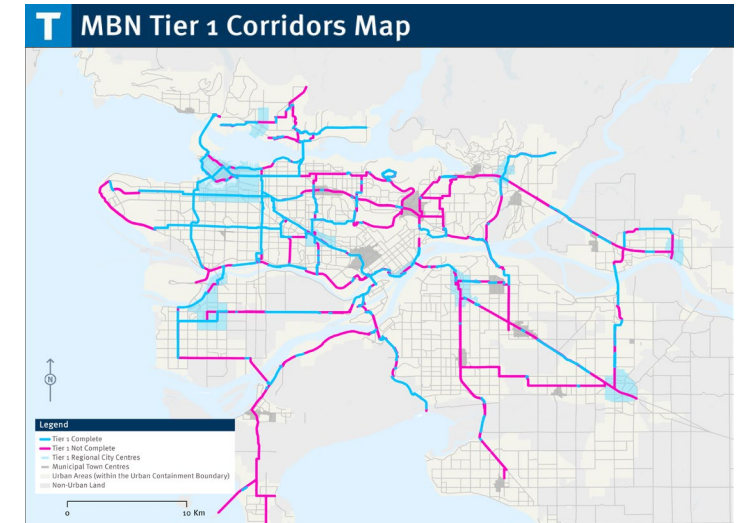 T MBN Tier 1 Corridors Map
N
Legend
Tier 1 Complete
Tier 1 Not Complete
Tier 1 Regional City Centres
Municipal Town Centres
Urban Areas (within the Urban Containment Boundary)
Non-Urban Land
0 10 Km